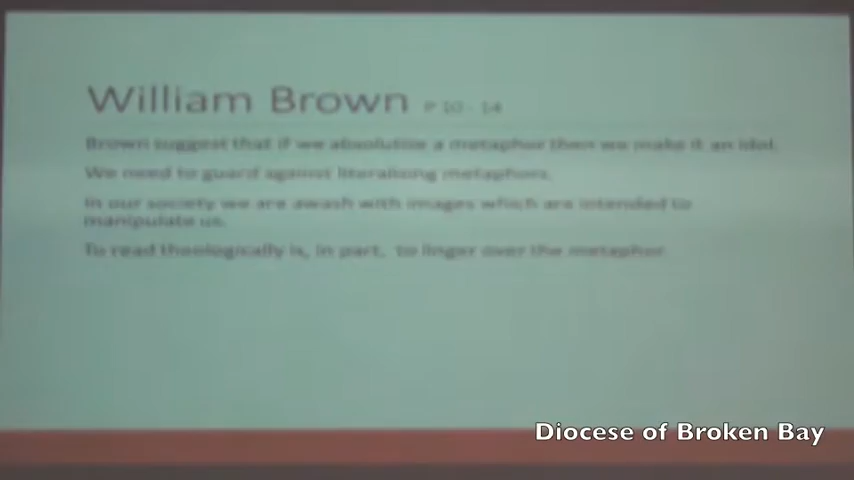 William Brown P 10 - 14
Brown suggest that if we absolutise a metaphor then we make it an idol.
We need to guard against literalising metaphors.
In our society we are awash with images which are intended to
manipulate us.
To read theologically is, in part, to linger over the metaphor
Diocese of Broken Bay